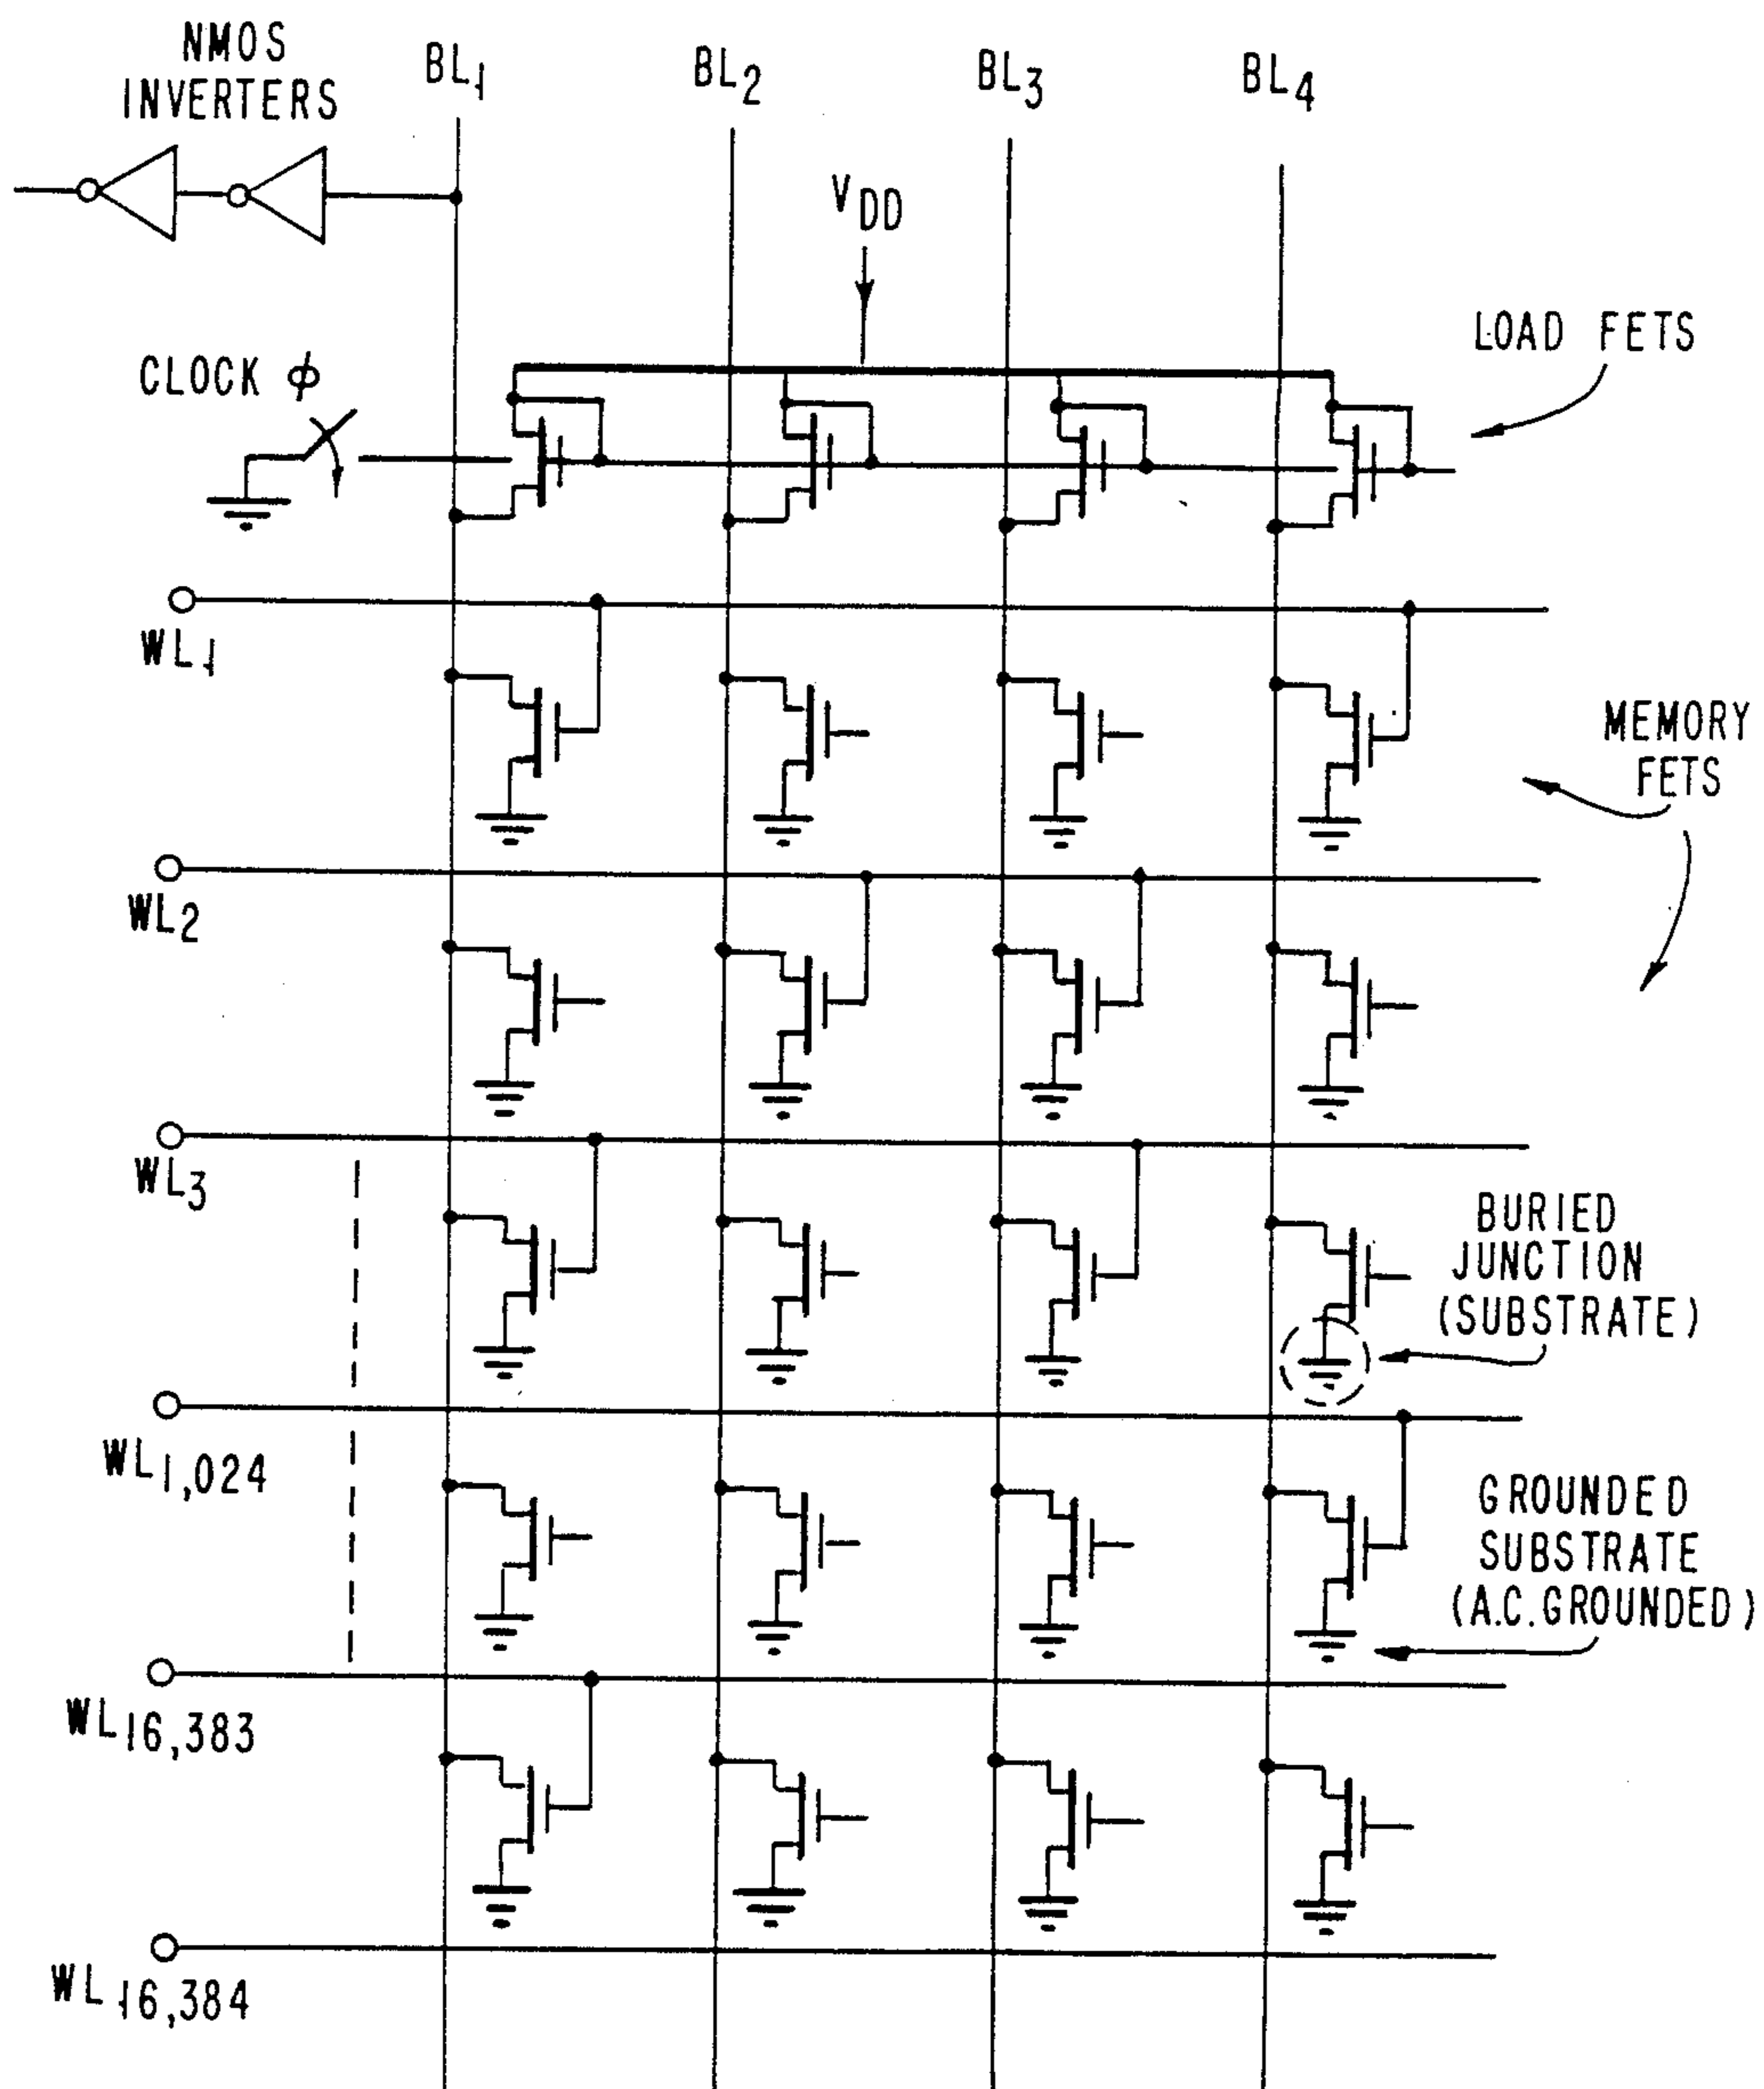 NMOS
INVERTERS
BL1
BL2
BL3
BL4
VDD
LOAD FETS
CLOCK ϕ
WL1
MEMORY
FETS
WL2
WL3
BURIED
JUNCTION
(SUBSTRATE)
WL1,024
GROUNDED
SUBSTRATE
(A.C.GROUNDED)
WL16,383
WL16,384